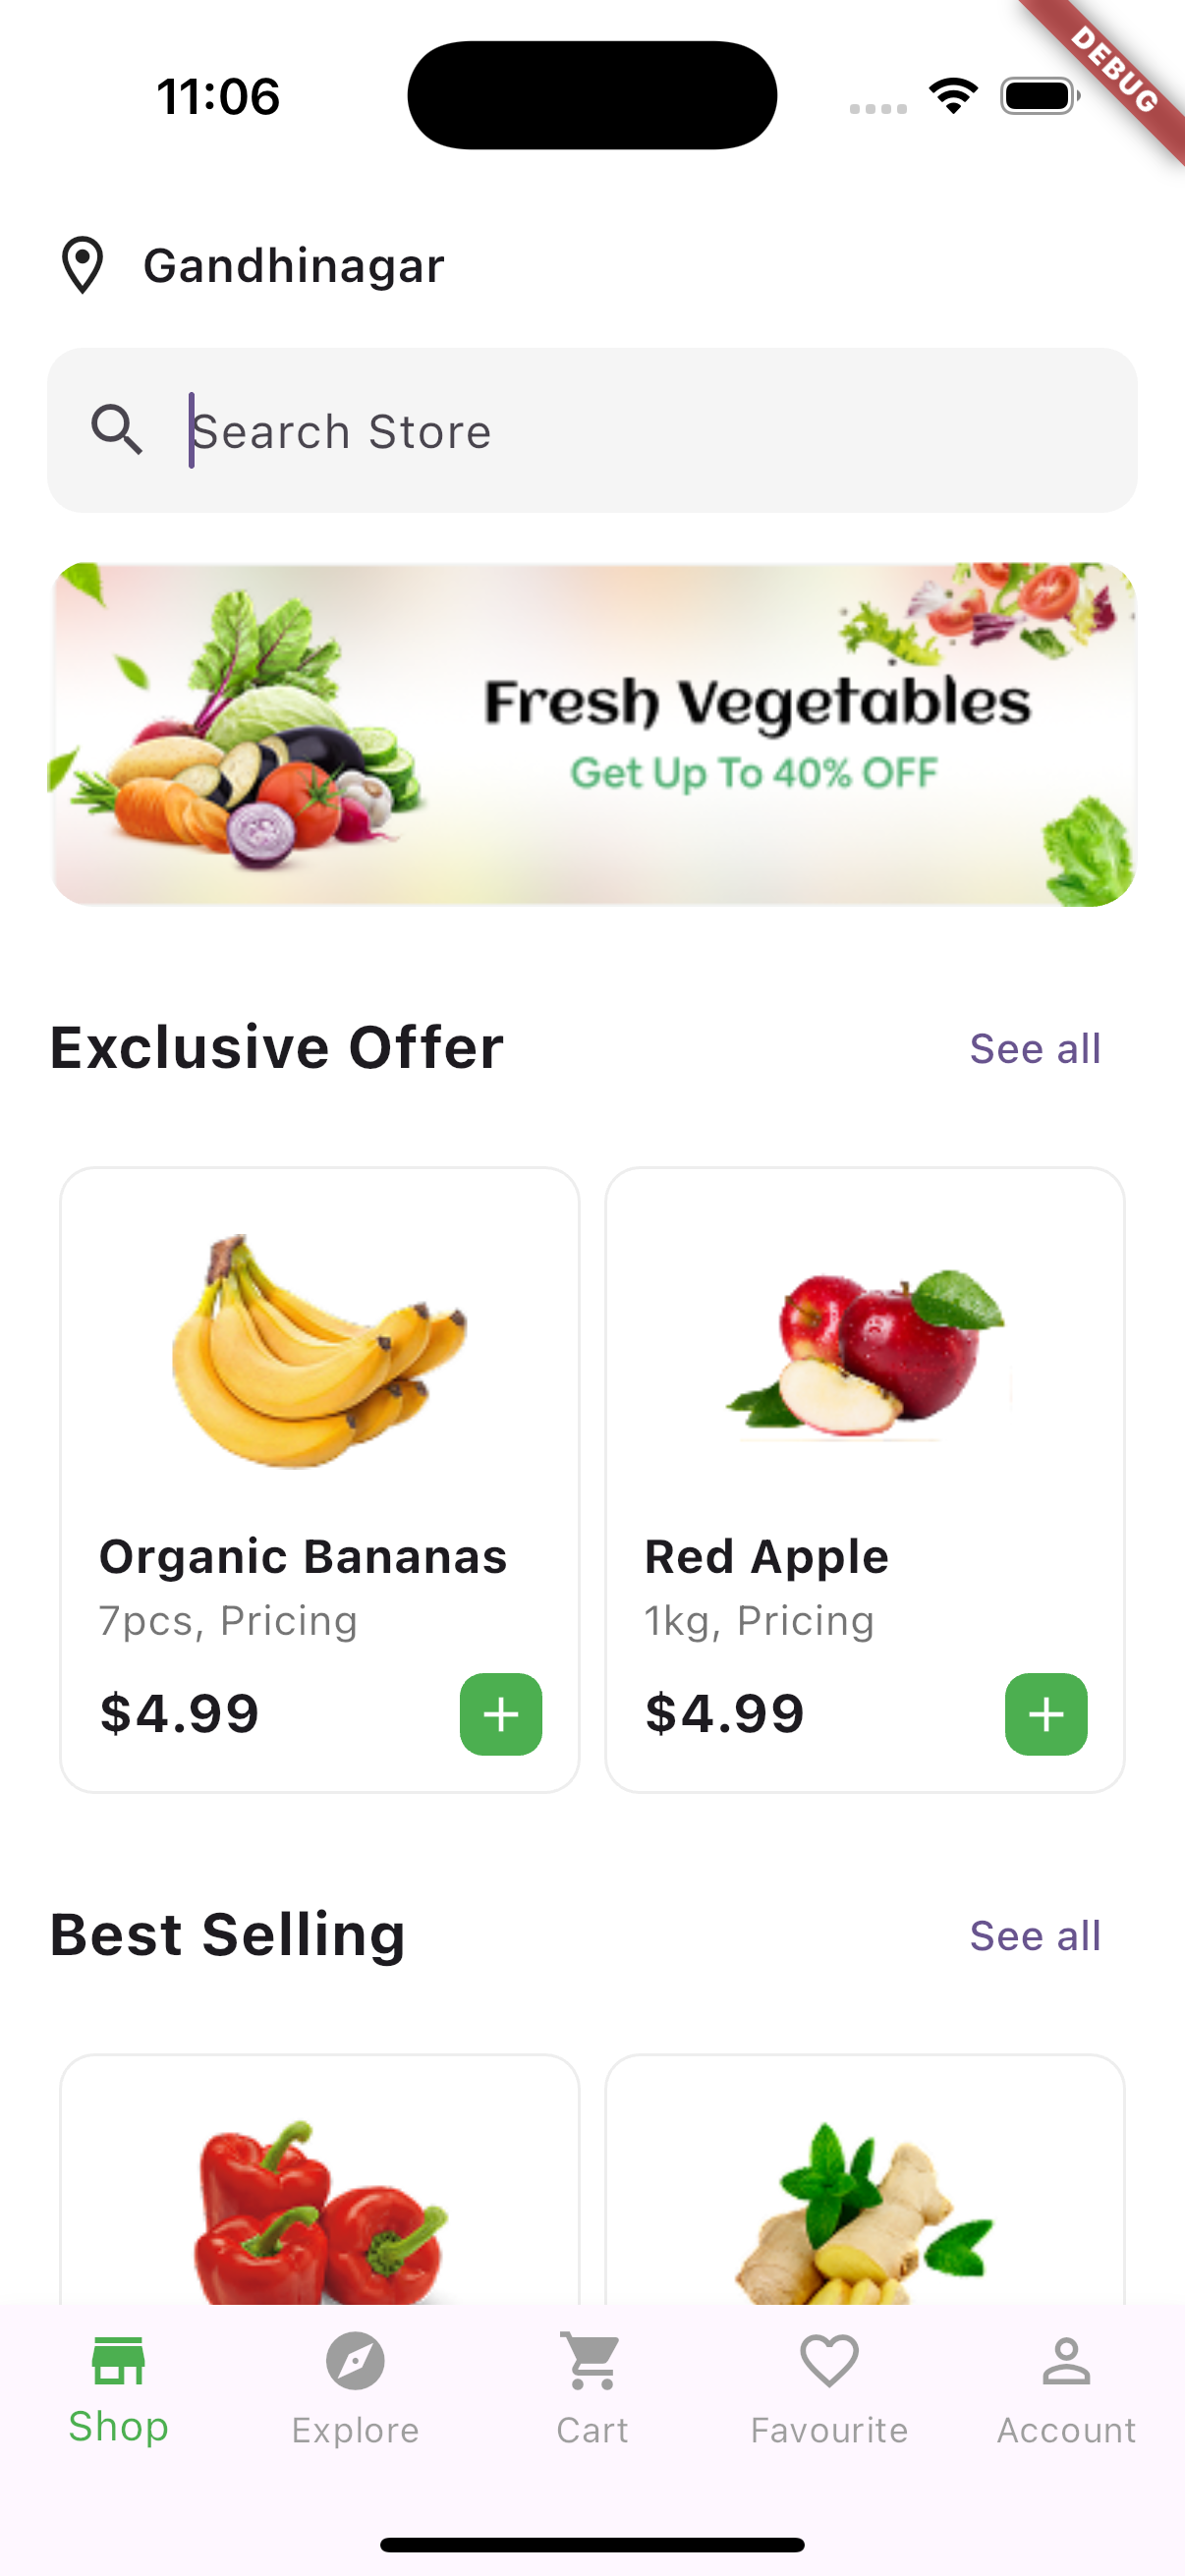 11:06
DEBUG
Gandhinagar
Search Store
Fresh Vegetables
Get Up To 40% OFF
Exclusive Offer
See all
Organic Bananas
7pcs, Pricing
$4.99
Red Apple
1kg, Pricing
$4.99
Best Selling
See all
Shop
Explore
Cart
Favourite
Account